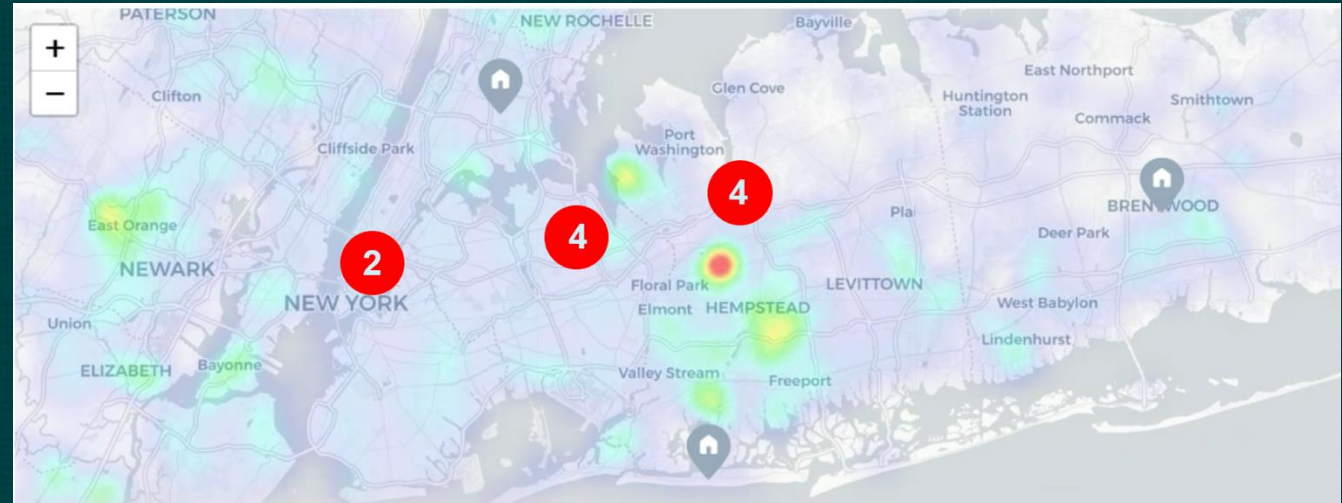 PATERSON
NEW ROCHELLE
Bayville
+
−
Clifton
Glen Cove
East Northport
Huntington
Station
Smithtown
Commack
Port
Washington
Cliffside Park
4
BRENTWOOD
East Orange
Plai
4
Deer Park
2
NEWARK
NEW YORK
Floral Park
LEVITTOWN
Elmont
HEMPSTEAD
West Babylon
Union
Lindenhurst
ELIZABETH
Bayonne
Valley Stream
Freeport